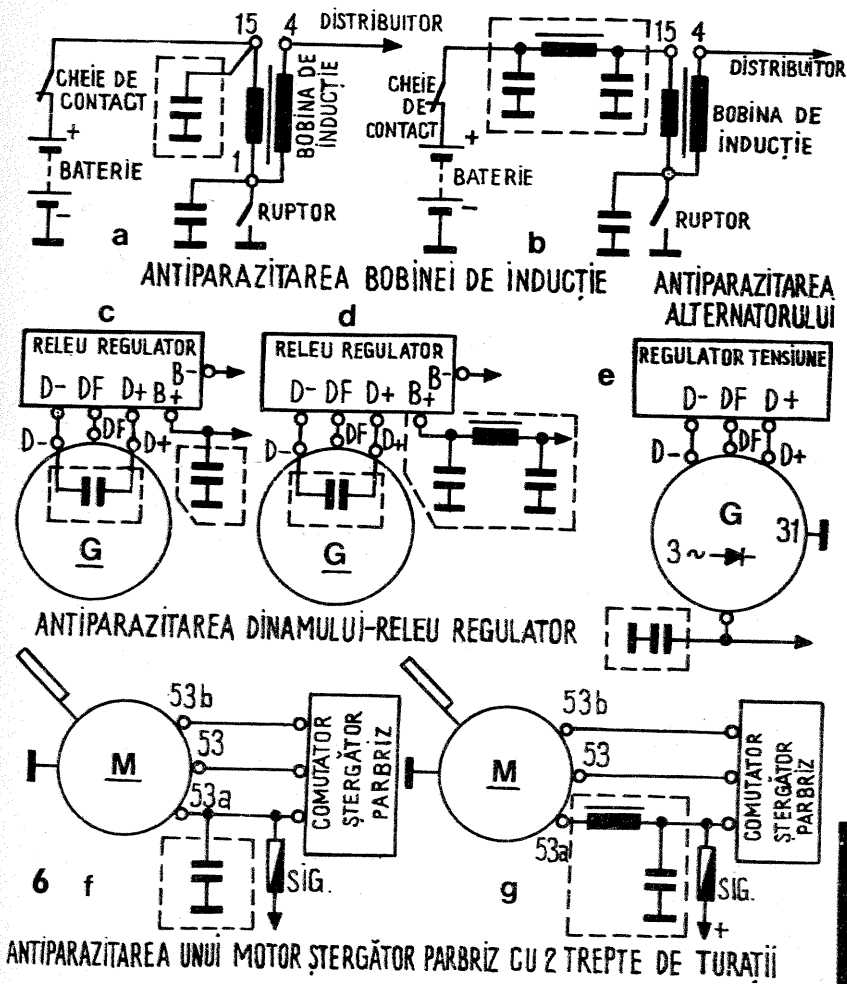 15 4 DISTRIBUITOR
CHEIE DE
CONTACT
BOBINA DE
INDUCȚIE
+
1
BATERIE
-
RUPTOR
a
15 4
DISTRIBUITOR
CHEIE
DE
CONTACT
BOBINA DE
INDUCȚIE
+
BATERIE
-
RUPTOR
b
ANTIPARAZITAREA BOBINEI DE INDUCȚIE
ANTIPARAZITAREA
ALTERNATORULUI
c
RELEU REGULATOR
B-
D- DF D+ B+
D- DF D+
G
d
RELEU REGULATOR
B-
D- DF D+ B+
D- DF D+
G
e
REGULATOR TENSIUNE
D- DF D+
D- DF D+
G
31
3~
ANTIPARAZITAREA DINAMULUI-RELEU REGULATOR
53b
53
53a
M
COMUTATOR
ȘTERGĂTOR
PARBRIZ
SIG.
6 f
53b
53
53a
M
COMUTATOR
ȘTERGĂTOR
PARBRIZ
SIG.
+
g
ANTIPARAZITAREA UNUI MOTOR ȘTERGĂTOR PARBRIZ CU 2 TREPTE DE TURAȚII